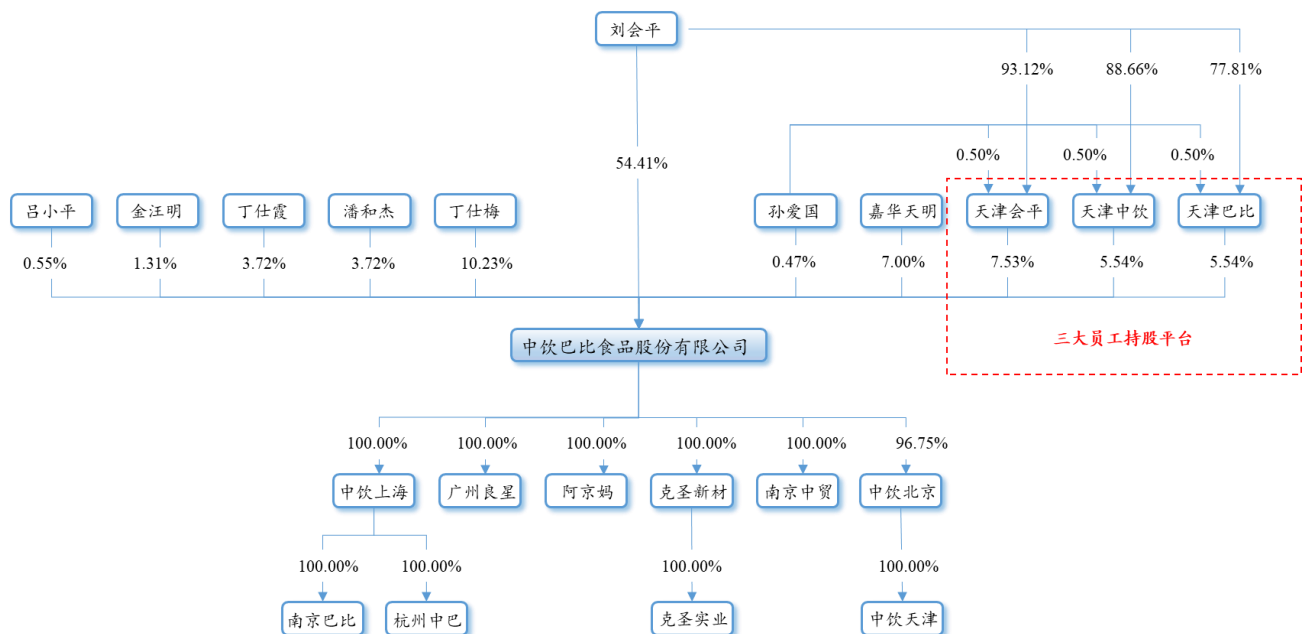 刘会平
93.12%
88.66%
77.81%
54.41%
0.50%
0.50%
0.50%
吕小平
金汪明
丁仕霞
潘和杰
丁仕梅
孙爱国
嘉华天明
天津会平
天津中饮
天津巴比
0.55%
1.31%
3.72%
3.72%
10.23%
0.47%
7.00%
7.53%
5.54%
5.54%
三大员工持股平台
中饮巴比食品股份有限公司
100.00%
100.00%
100.00%
100.00%
100.00%
96.75%
中饮上海
广州良星
阿京妈
克圣新材
南京中贸
中饮北京
100.00%
100.00%
100.00%
100.00%
南京巴比
杭州中巴
克圣实业
中饮天津